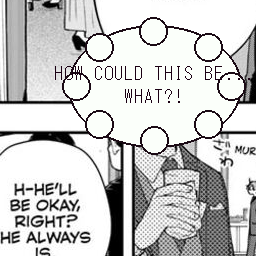 HOW COULD THIS BE...
WHAT?!
H-HE'LL
BE OKAY,
RIGHT?
HE ALWAYS
IS
MUR